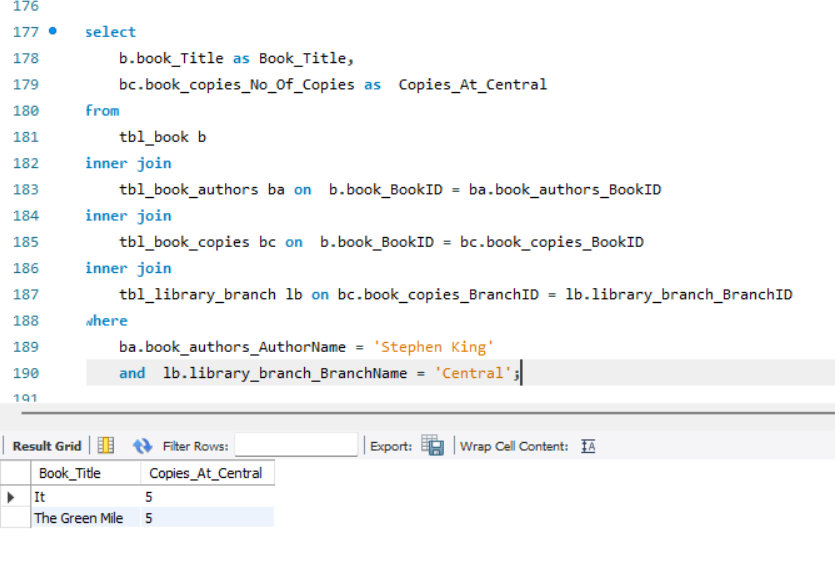 176
177 select
178 b.book_Title as Book_Title,
179 bc.book_copies_No_Of_Copies as  Copies_At_Central
180 from
181 tbl_book b
182 inner join
183 tbl_book_authors ba on  b.book_BookID = ba.book_authors_BookID
184 inner join
185 tbl_book_copies bc on  b.book_BookID = bc.book_copies_BookID
186 inner join
187 tbl_library_branch lb on bc.book_copies_BranchID = lb.library_branch_BranchID
188 where
189 ba.book_authors_AuthorName = 'Stephen King'
190 and  lb.library_branch_BranchName = 'Central';
191
Result Grid Filter Rows: Export: Wrap Cell Content: IA
Book_Title Copies_At_Central
It 5
The Green Mile 5